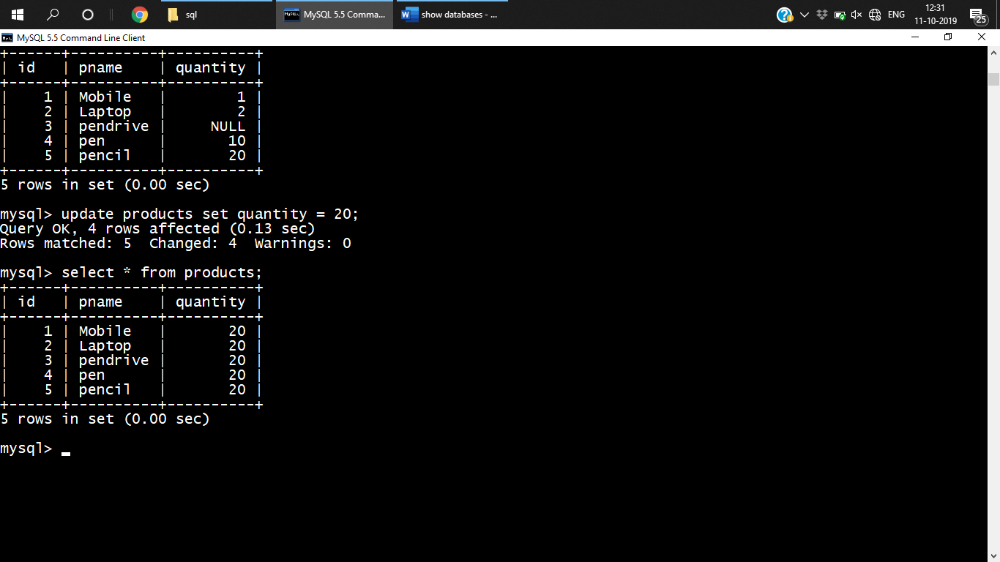 sql
MySQL 5.5 Comma...
show databases - ...
ENG
12:31
11-10-2019
25
MySQL 5.5 Command Line Client
+------+----------+----------+
| id   | pname    | quantity |
+------+----------+----------+
|    1 | Mobile   |        1 |
|    2 | Laptop   |        2 |
|    3 | pendrive |     NULL |
|    4 | pen      |       10 |
|    5 | pencil   |       20 |
+------+----------+----------+
5 rows in set (0.00 sec)
mysql> update products set quantity = 20;
Query OK, 4 rows affected (0.13 sec)
Rows matched: 5  Changed: 4  Warnings: 0
mysql> select * from products;
+------+----------+----------+
| id   | pname    | quantity |
+------+----------+----------+
|    1 | Mobile   |       20 |
|    2 | Laptop   |       20 |
|    3 | pendrive |       20 |
|    4 | pen      |       20 |
|    5 | pencil   |       20 |
+------+----------+----------+
5 rows in set (0.00 sec)
mysql> _